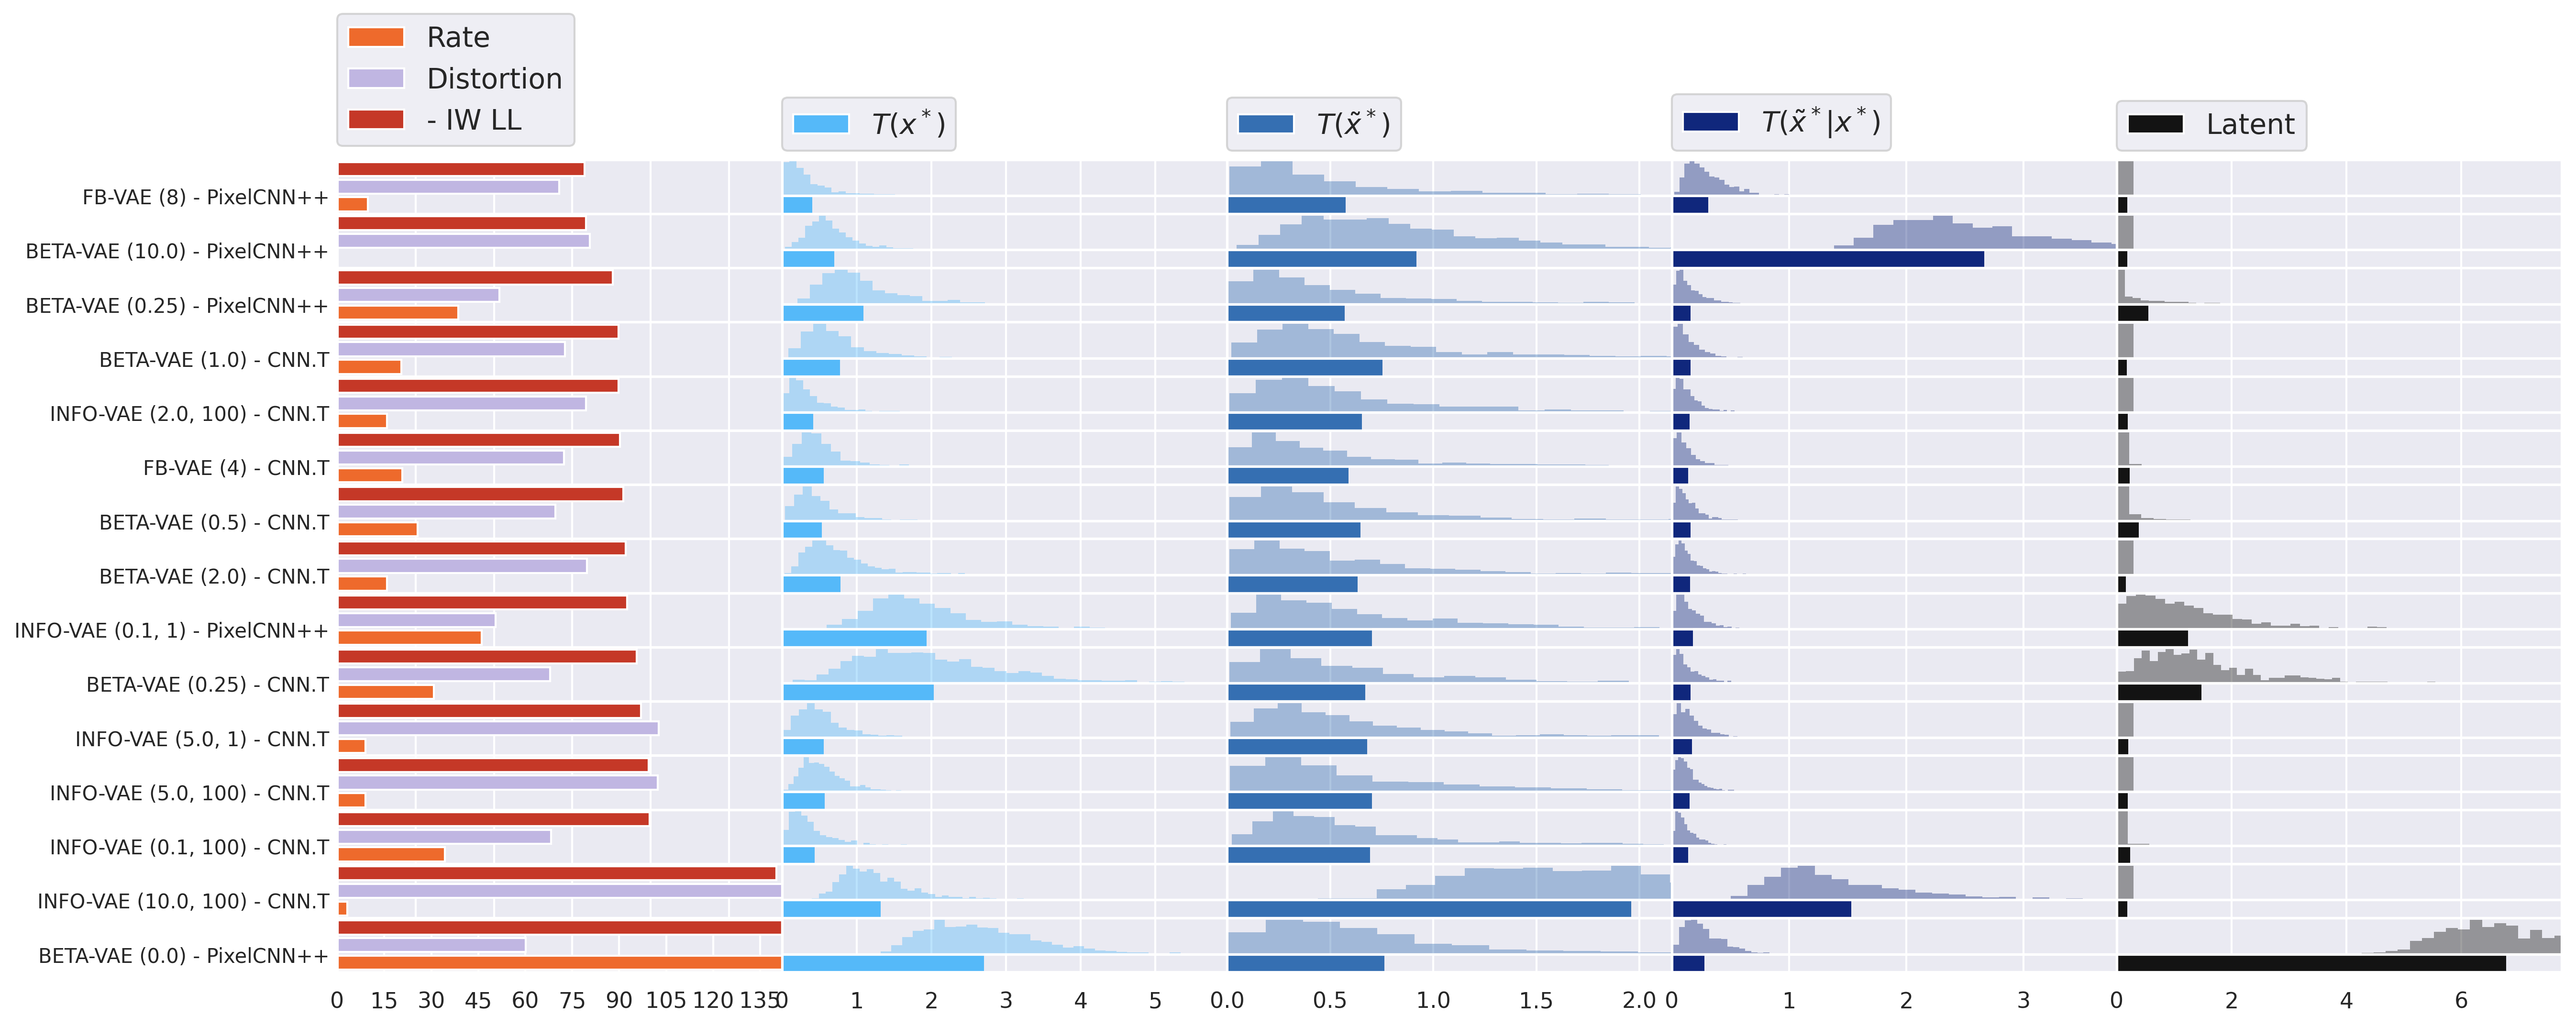 Rate
Distortion
- IW LL
T(x*)
T(x̃*)
T(x̃*|x*)
Latent
FB-VAE (8) - PixelCNN++
BETA-VAE (10.0) - PixelCNN++
BETA-VAE (0.25) - PixelCNN++
BETA-VAE (1.0) - CNN.T
INFO-VAE (2.0, 100) - CNN.T
FB-VAE (4) - CNN.T
BETA-VAE (0.5) - CNN.T
BETA-VAE (2.0) - CNN.T
INFO-VAE (0.1, 1) - PixelCNN++
BETA-VAE (0.25) - CNN.T
INFO-VAE (5.0, 1) - CNN.T
INFO-VAE (5.0, 100) - CNN.T
INFO-VAE (0.1, 100) - CNN.T
INFO-VAE (10.0, 100) - CNN.T
BETA-VAE (0.0) - PixelCNN++
0 15 30 45 60 75 90 105 120 135
0 1 2 3 4 5
0.0 0.5 1.0 1.5 2.0
0 1 2 3
0 2 4 6